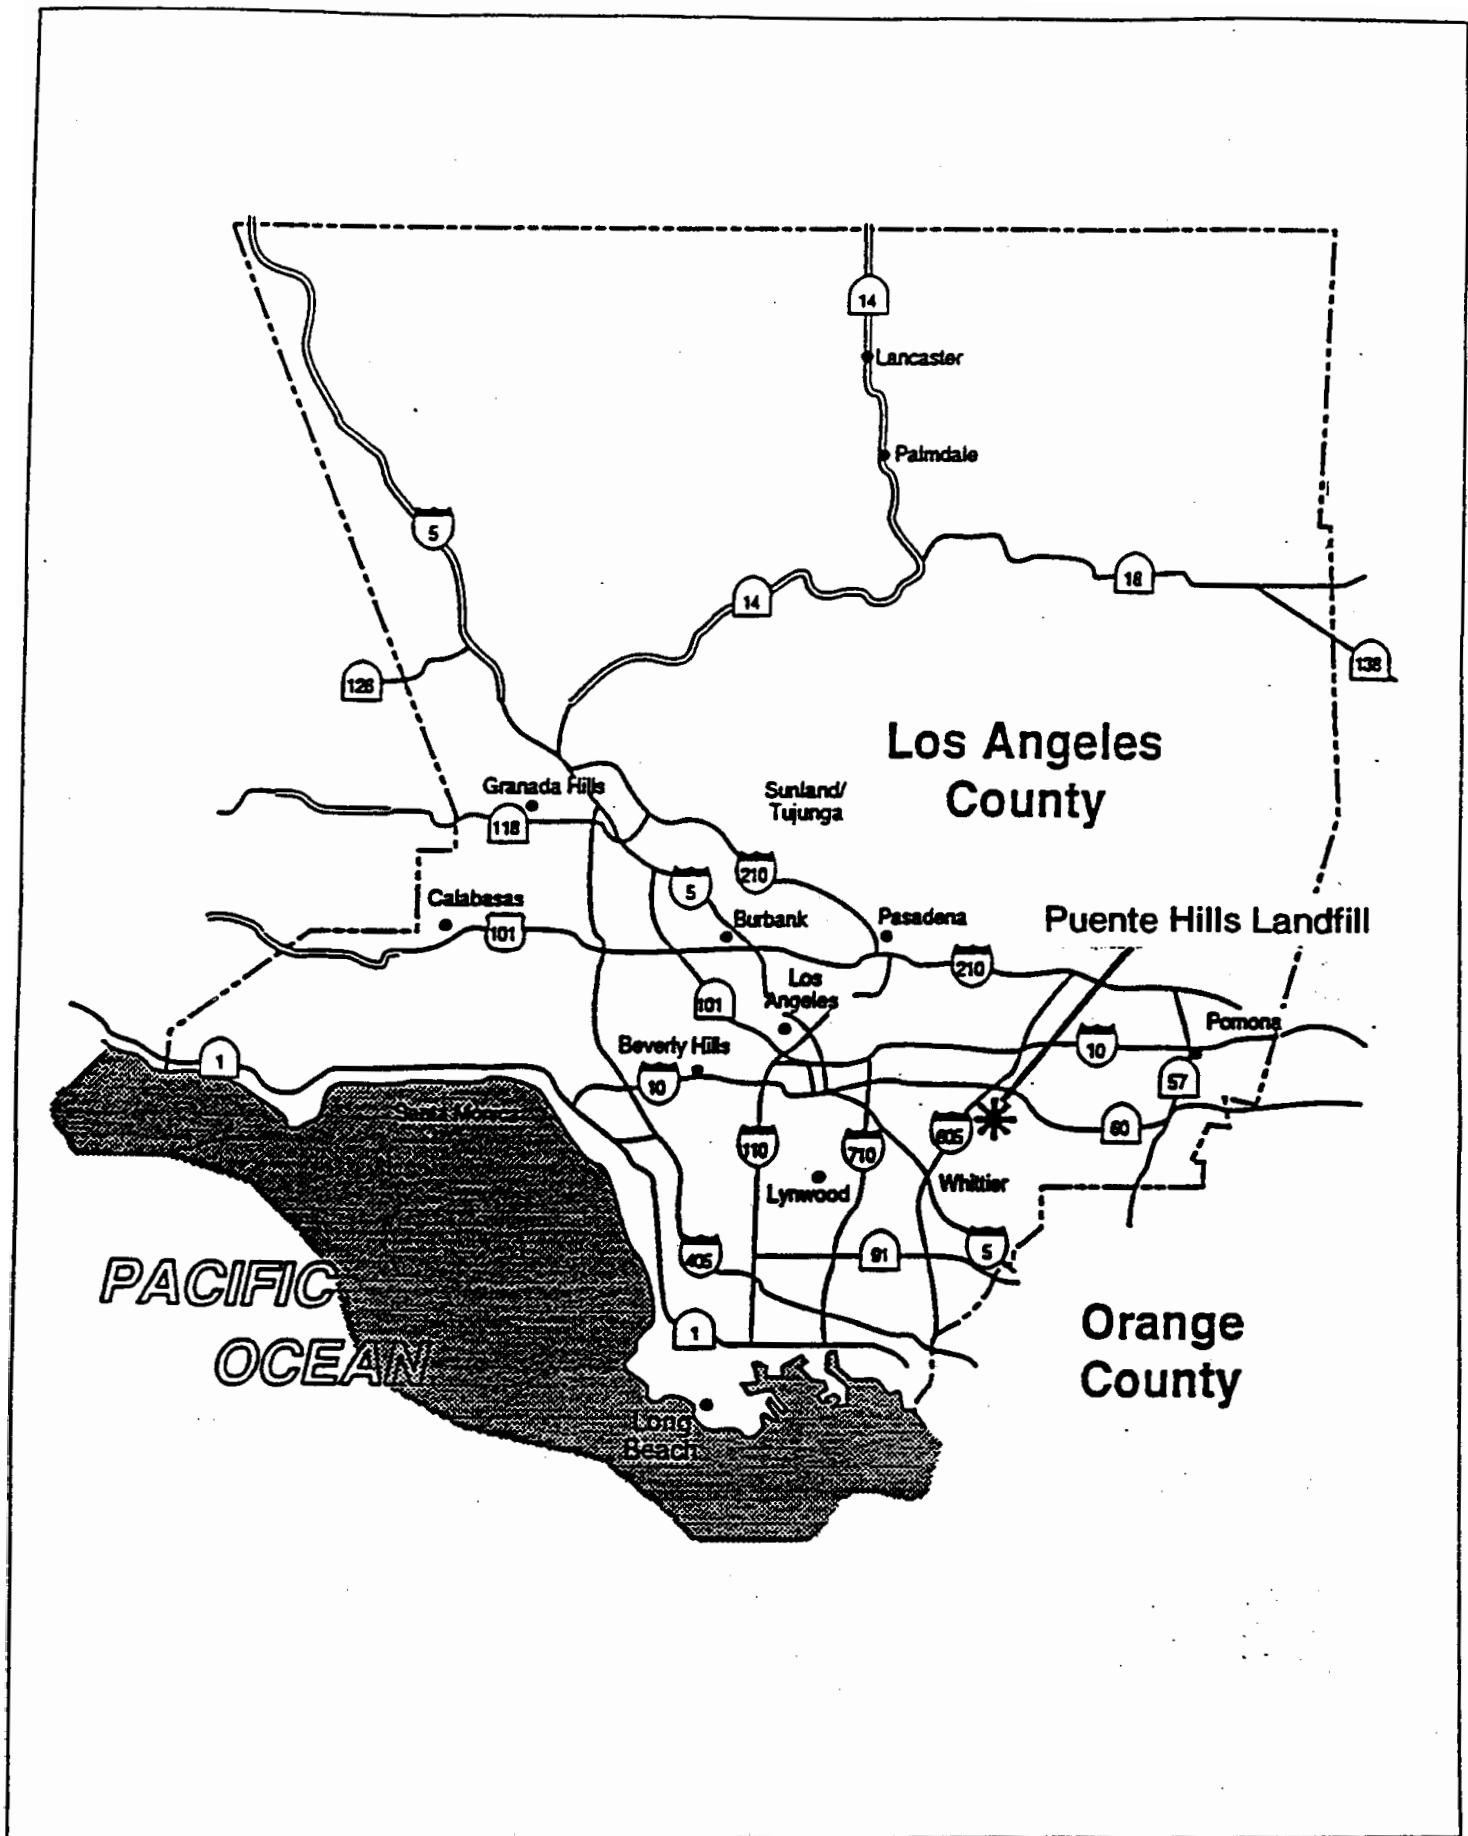 14
Lancaster
Palmdale
5
18
14
138
126
Los Angeles
County
Granada Hills
Sunland/
Tujunga
118
210
5
Calabasas
Burbank
Pasadena
Puente Hills Landfill
101
210
Los
Angeles
101
Pomona
Beverly Hills
10
1
10
57
Santa Monica
605
60
110
710
Whittier
Lynwood
405
91
5
PACIFIC
OCEAN
1
Orange
County
Long
Beach